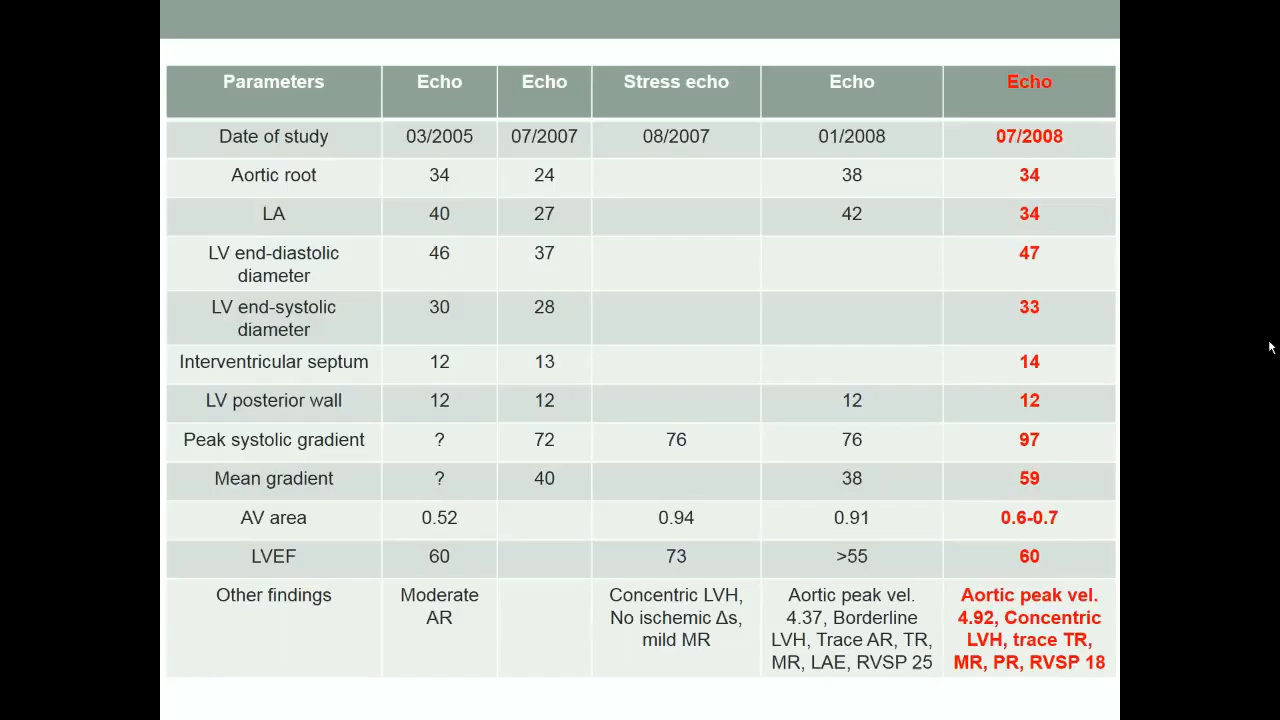 Parameters Echo Echo Stress echo Echo Echo
Date of study 03/2005 07/2007 08/2007 01/2008 07/2008
Aortic root 34 24 38 34
LA 40 27 42 34
LV end-diastolic diameter 46 37 47
LV end-systolic diameter 30 28 33
Interventricular septum 12 13 14
LV posterior wall 12 12 12 12
Peak systolic gradient ? 72 76 76 97
Mean gradient ? 40 38 59
AV area 0.52 0.94 0.91 0.6-0.7
LVEF 60 73 >55 60
Other findings
Moderate
AR
Concentric LVH,
No ischemic Δs,
mild MR
Aortic peak vel.
4.37, Borderline
LVH, Trace AR, TR,
MR, LAE, RVSP 25
Aortic peak vel.
4.92, Concentric
LVH, trace TR,
MR, PR, RVSP 18